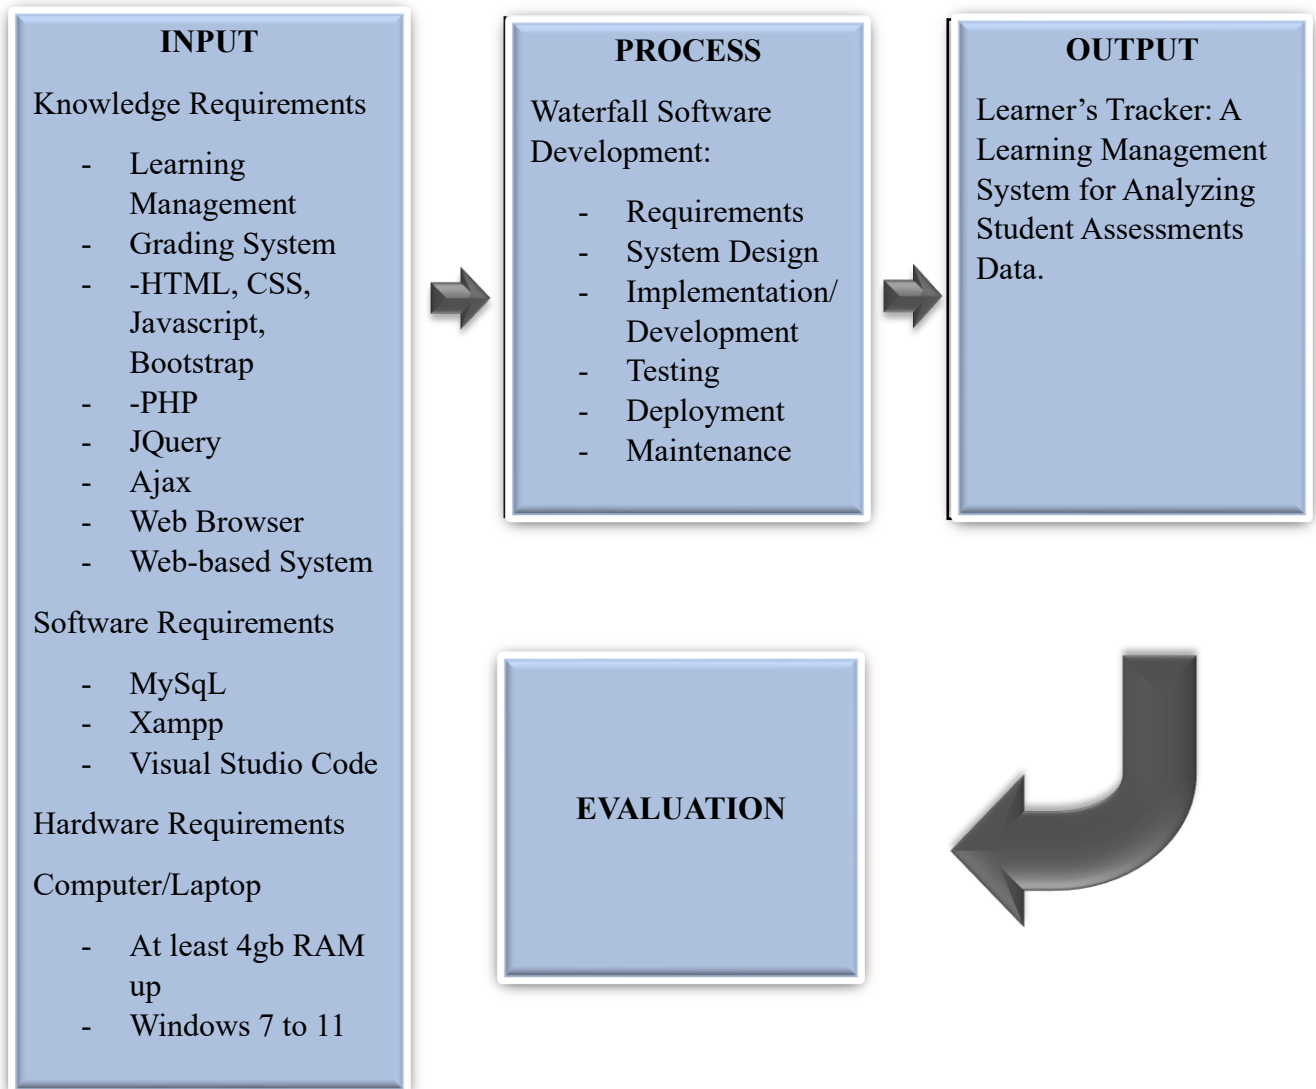 INPUT
Knowledge Requirements
- Learning
Management
- Grading System
- -HTML, CSS,
Javascript,
Bootstrap
- -PHP
- JQuery
- Ajax
- Web Browser
- Web-based System
Software Requirements
- MySqL
- Xampp
- Visual Studio Code
Hardware Requirements
Computer/Laptop
- At least 4gb RAM
up
- Windows 7 to 11
PROCESS
Waterfall Software
Development:
- Requirements
- System Design
- Implementation/
Development
- Testing
- Deployment
- Maintenance
OUTPUT
Learner’s Tracker: A
Learning Management
System for Analyzing
Student Assessments
Data.
EVALUATION